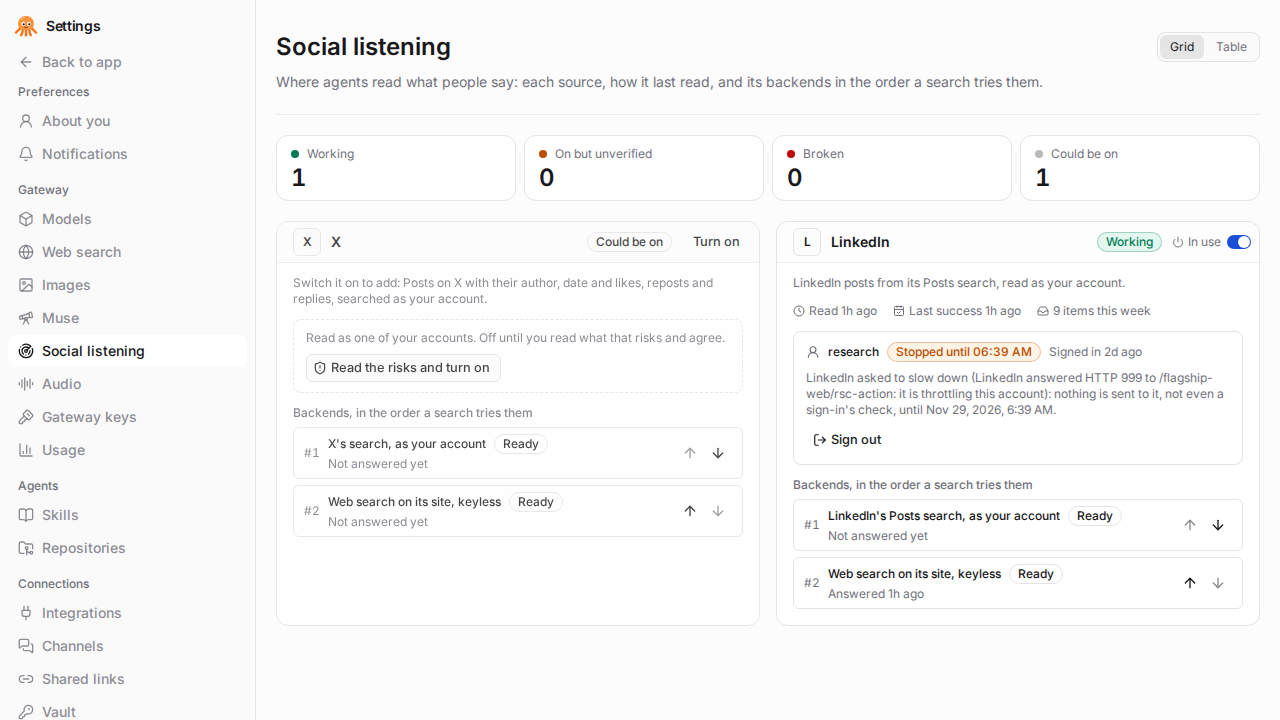 Settings
Back to app
Preferences
About you
Notifications
Gateway
Models
Web search
Images
Muse
Social listening
Audio
Gateway keys
Usage
Agents
Skills
Repositories
Connections
Integrations
Channels
Shared links
Vault
Social listening
Grid
Table
Where agents read what people say: each source, how it last read, and its backends in the order a search tries them.
Working
1
On but unverified
0
Broken
0
Could be on
1
X
X
Could be on
Turn on
Switch it on to add: Posts on X with their author, date and likes, reposts and
replies, searched as your account.
Read as one of your accounts. Off until you read what that risks and agree.
Read the risks and turn on
Backends, in the order a search tries them
#1
X's search, as your account
Ready
Not answered yet
#2
Web search on its site, keyless
Ready
Not answered yet
L
LinkedIn
Working
In use
LinkedIn posts from its Posts search, read as your account.
Read 1h ago
Last success 1h ago
9 items this week
research
Stopped until 06:39 AM
Signed in 2d ago
LinkedIn asked to slow down (LinkedIn answered HTTP 999 to /flagship-
web/rsc-action: it is throttling this account): nothing is sent to it, not even a
sign-in's check, until Nov 29, 2026, 6:39 AM.
Sign out
Backends, in the order a search tries them
#1
LinkedIn's Posts search, as your account
Ready
Not answered yet
#2
Web search on its site, keyless
Ready
Answered 1h ago